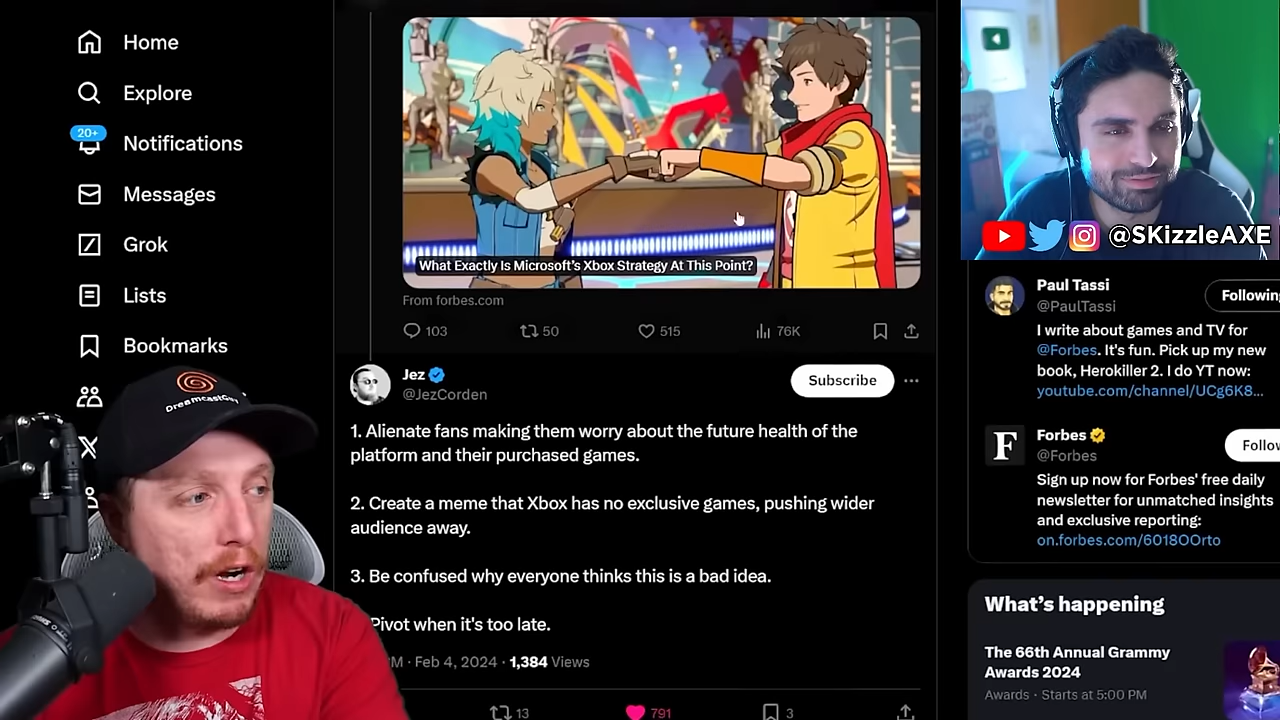 Home
Explore
20+
Notifications
Messages
Grok
Lists
Bookmarks
DreamcastGuy
What Exactly Is Microsoft's Xbox Strategy At This Point?
From forbes.com
103
50
515
76K
Jez
@JezCorden
Subscribe
1. Alienate fans making them worry about the future health of the
platform and their purchased games.
2. Create a meme that Xbox has no exclusive games, pushing wider
audience away.
3. Be confused why everyone thinks this is a bad idea.
Pivot when it's too late.
M · Feb 4, 2024 · 1,384 Views
13
791
3
@SKizzleAXE
Paul Tassi
@PaulTassi
Following
I write about games and TV for
@Forbes. It's fun. Pick up my new
book, Herokiller 2. I do YT now:
youtube.com/channel/UCg6K8...
F
Forbes
@Forbes
Follo
Sign up now for Forbes' free daily
newsletter for unmatched insights
and exclusive reporting:
on.forbes.com/6018OOrto
What's happening
The 66th Annual Grammy
Awards 2024
Awards · Starts at 5:00 PM